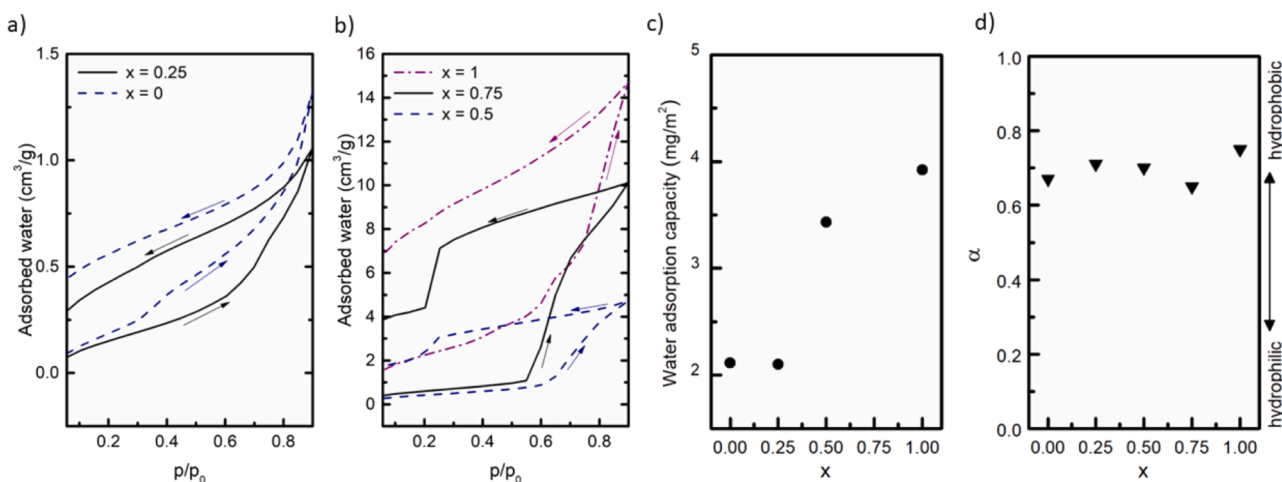 a)
x = 0.25
x = 0
1.5
1.0
0.5
0.0
Adsorbed water (cm³/g)
0.2 0.4 0.6 0.8
p/p₀
b)
x = 1
x = 0.75
x = 0.5
16
14
12
10
8
6
4
2
0
Adsorbed water (cm³/g)
0.2 0.4 0.6 0.8
p/p₀
c)
5
4
3
2
Water adsorption capacity (mg/m²)
0.00 0.25 0.50 0.75 1.00
x
d)
1.0
0.8
0.6
0.4
0.2
0.0
α
0.00 0.25 0.50 0.75 1.00
x
hydrophobic
hydrophilic